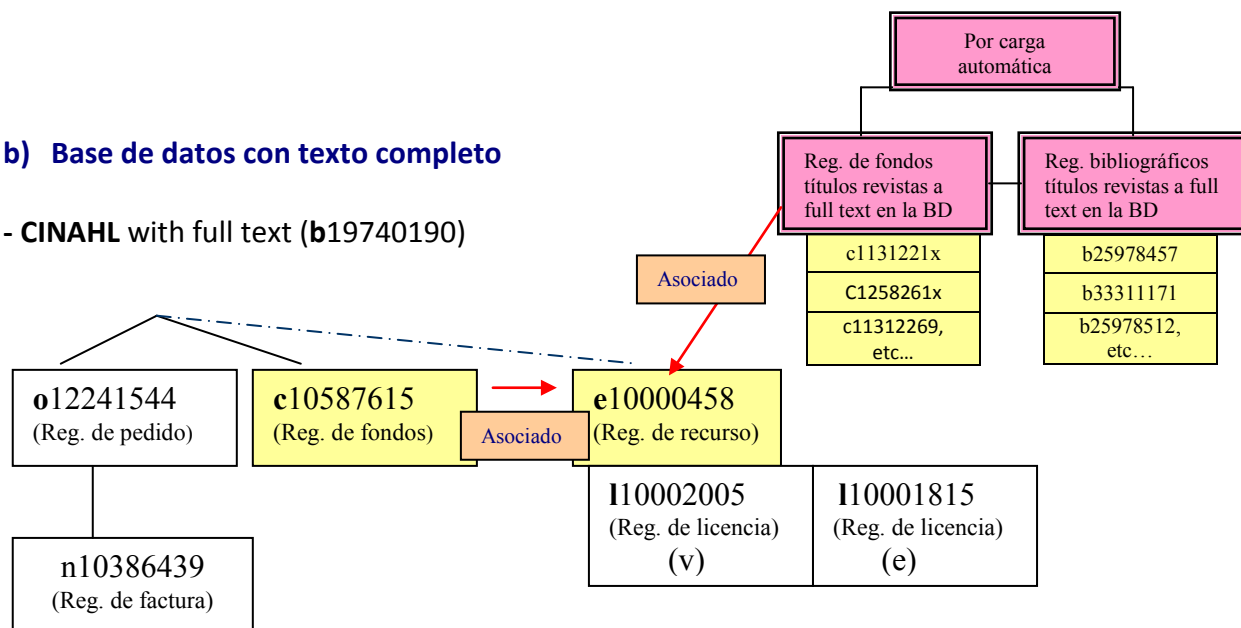 Por carga
automática
b) Base de datos con texto completo
- CINAHL with full text (b19740190)
Reg. de fondos
títulos revistas a
full text en la BD
Reg. bibliográficos
títulos revistas a full
text en la BD
c1131221x
C1258261x
c11312269,
etc...
b25978457
b33311171
b25978512,
etc…
Asociado
o12241544
(Reg. de pedido)
c10587615
(Reg. de fondos)
Asociado
e10000458
(Reg. de recurso)
l10002005
(Reg. de licencia)
(v)
l10001815
(Reg. de licencia)
(e)
n10386439
(Reg. de factura)